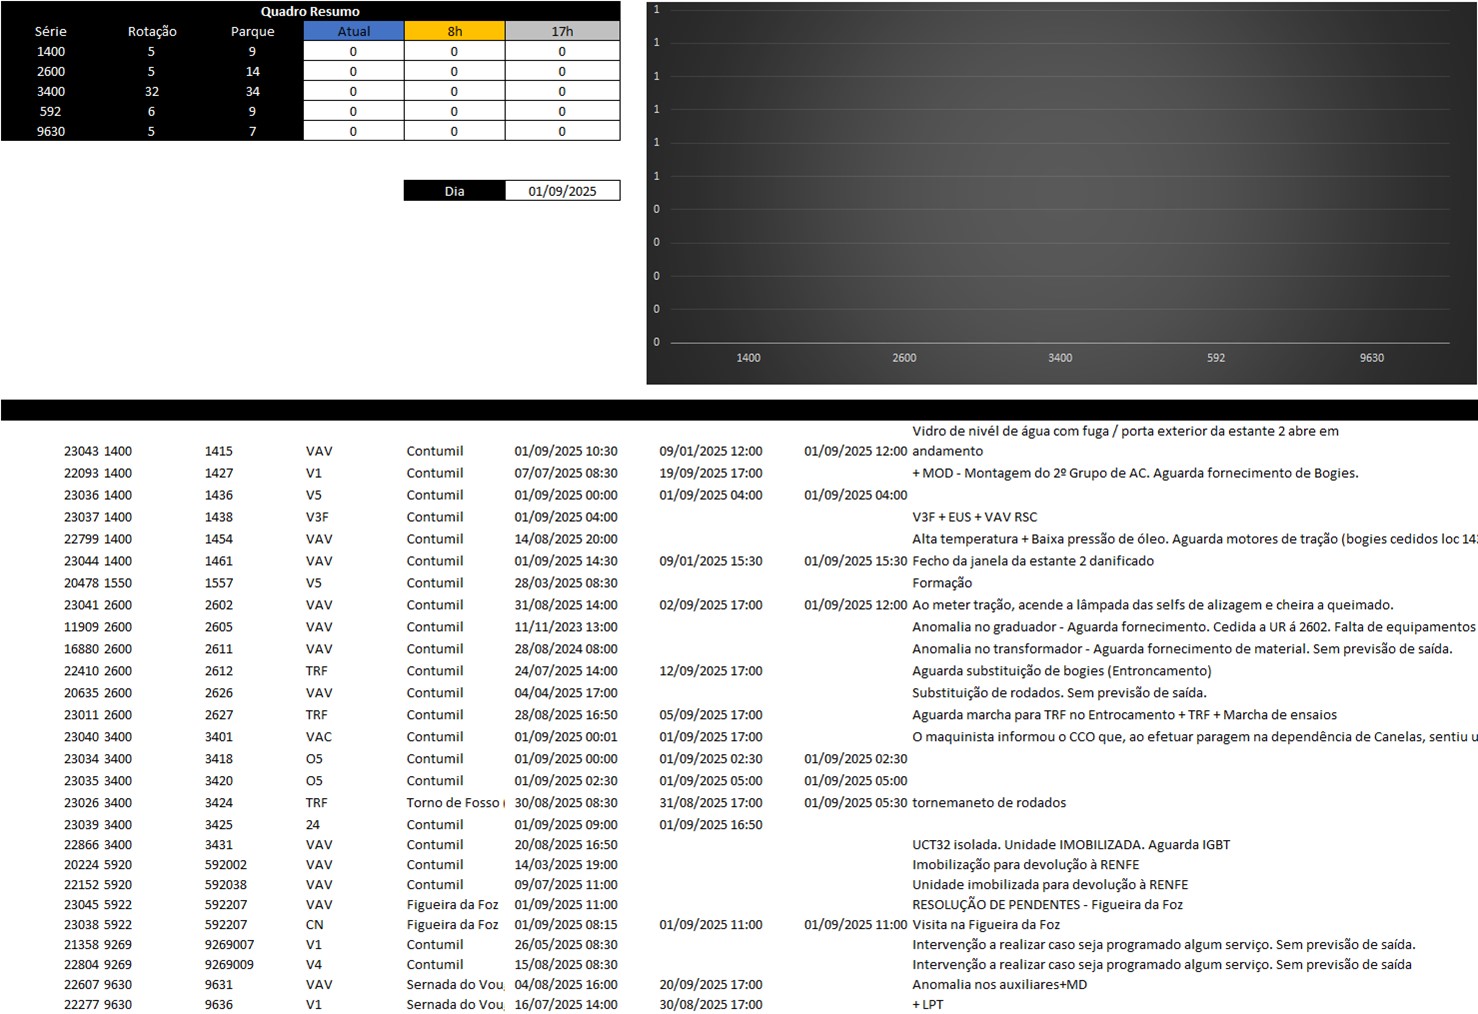 Quadro Resumo
Série Rotação Parque Atual 8h 17h
1400 5 9 0 0 0
2600 5 14 0 0 0
3400 32 34 0 0 0
592 6 9 0 0 0
9630 5 7 0 0 0
Dia 01/09/2025
1
1
1
1
1
1
0
0
0
0
0
1400 2600 3400 592 9630
Vidro de nivél de água com fuga / porta exterior da estante 2 abre em
23043 1400 1415 VAV Contumil 01/09/2025 10:30 09/01/2025 12:00 01/09/2025 12:00 andamento
22093 1400 1427 V1 Contumil 07/07/2025 08:30 19/09/2025 17:00 + MOD - Montagem do 2º Grupo de AC. Aguarda fornecimento de Bogies.
23036 1400 1436 V5 Contumil 01/09/2025 00:00 01/09/2025 04:00 01/09/2025 04:00
23037 1400 1438 V3F Contumil 01/09/2025 04:00 V3F + EUS + VAV RSC
22799 1400 1454 VAV Contumil 14/08/2025 20:00 Alta temperatura + Baixa pressão de óleo. Aguarda motores de tração (bogies cedidos loc 143
23044 1400 1461 VAV Contumil 01/09/2025 14:30 09/01/2025 15:30 01/09/2025 15:30 Fecho da janela da estante 2 danificado
20478 1550 1557 V5 Contumil 28/03/2025 08:30 Formação
23041 2600 2602 VAV Contumil 31/08/2025 14:00 02/09/2025 17:00 01/09/2025 12:00 Ao meter tração, acende a lâmpada das selfs de alizagem e cheira a queimado.
11909 2600 2605 VAV Contumil 11/11/2023 13:00 Anomalia no graduador - Aguarda fornecimento. Cedida a UR á 2602. Falta de equipamentos
16880 2600 2611 VAV Contumil 28/08/2024 08:00 Anomalia no transformador - Aguarda fornecimento de material. Sem previsão de saída.
22410 2600 2612 TRF Contumil 24/07/2025 14:00 12/09/2025 17:00 Aguarda substituição de bogies (Entroncamento)
20635 2600 2626 VAV Contumil 04/04/2025 17:00 Substituição de rodados. Sem previsão de saída.
23011 2600 2627 TRF Contumil 28/08/2025 16:50 05/09/2025 17:00 Aguarda marcha para TRF no Entrocamento + TRF + Marcha de ensaios
23040 3400 3401 VAC Contumil 01/09/2025 00:01 01/09/2025 17:00 O maquinista informou o CCO que, ao efetuar paragem na dependência de Canelas, sentiu u
23034 3400 3418 O5 Contumil 01/09/2025 00:00 01/09/2025 02:30 01/09/2025 02:30
23035 3400 3420 O5 Contumil 01/09/2025 02:30 01/09/2025 05:00 01/09/2025 05:00
23026 3400 3424 TRF Torno de Fosso ( 30/08/2025 08:30 31/08/2025 17:00 01/09/2025 05:30 tornemaneto de rodados
23039 3400 3425 24 Contumil 01/09/2025 09:00 01/09/2025 16:50
22866 3400 3431 VAV Contumil 20/08/2025 16:50 UCT32 isolada. Unidade IMOBILIZADA. Aguarda IGBT
20224 5920 592002 VAV Contumil 14/03/2025 19:00 Imobilização para devolução à RENFE
22152 5920 592038 VAV Contumil 09/07/2025 11:00 Unidade imobilizada para devolução à RENFE
23045 5922 592207 VAV Figueira da Foz 01/09/2025 11:00 RESOLUÇÃO DE PENDENTES - Figueira da Foz
23038 5922 592207 CN Figueira da Foz 01/09/2025 08:15 01/09/2025 11:00 01/09/2025 11:00 Visita na Figueira da Foz
21358 9269 9269007 V1 Contumil 26/05/2025 08:30 Intervenção a realizar caso seja programado algum serviço. Sem previsão de saída.
22804 9269 9269009 V4 Contumil 15/08/2025 08:30 Intervenção a realizar caso seja programado algum serviço. Sem previsão de saída
22607 9630 9631 VAV Sernada do Vou 04/08/2025 16:00 20/09/2025 17:00 Anomalia nos auxiliares+MD
22277 9630 9636 V1 Sernada do Vou 16/07/2025 14:00 30/08/2025 17:00 + LPT